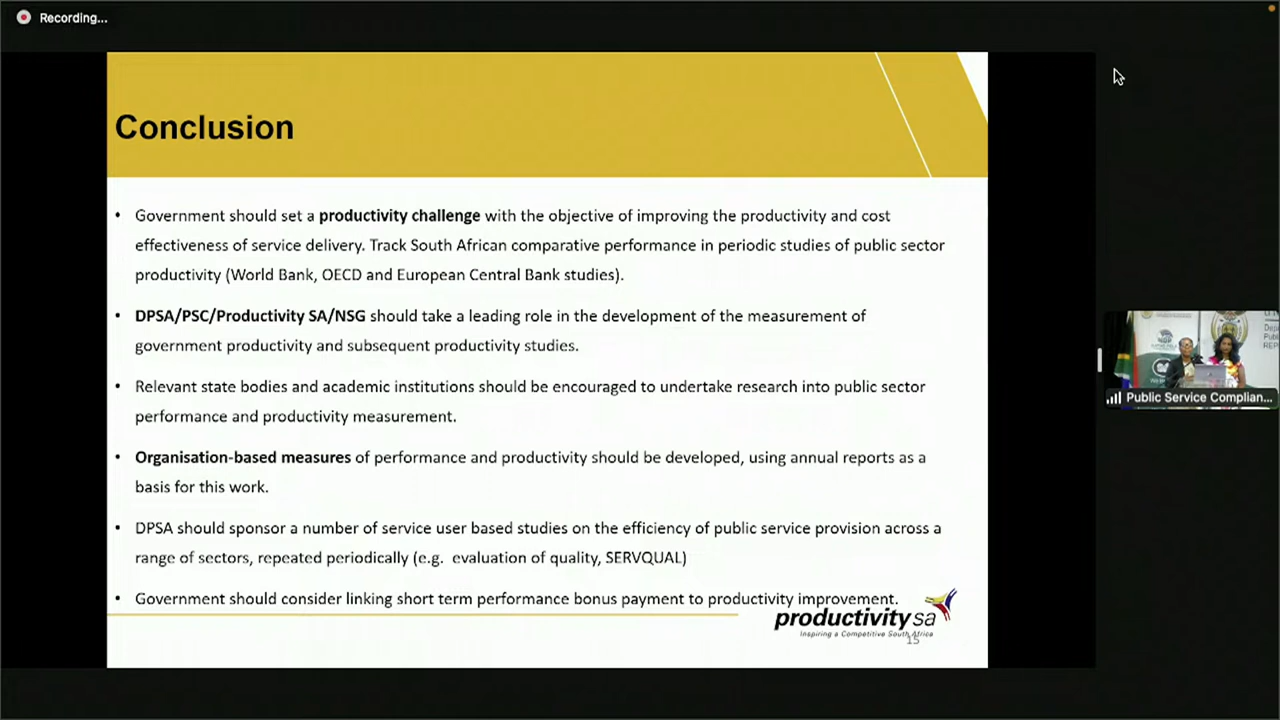 Recording...
Conclusion
• Government should set a productivity challenge with the objective of improving the productivity and cost
effectiveness of service delivery. Track South African comparative performance in periodic studies of public sector
productivity (World Bank, OECD and European Central Bank studies).
• DPSA/PSC/Productivity SA/NSG should take a leading role in the development of the measurement of
government productivity and subsequent productivity studies.
• Relevant state bodies and academic institutions should be encouraged to undertake research into public sector
performance and productivity measurement.
• Organisation-based measures of performance and productivity should be developed, using annual reports as a
basis for this work.
• DPSA should sponsor a number of service user based studies on the efficiency of public service provision across a
range of sectors, repeated periodically (e.g. evaluation of quality, SERVQUAL)
• Government should consider linking short term performance bonus payment to productivity improvement.
productivity sa
Inspiring a Competitive South Africa
15
Public Service Complian...